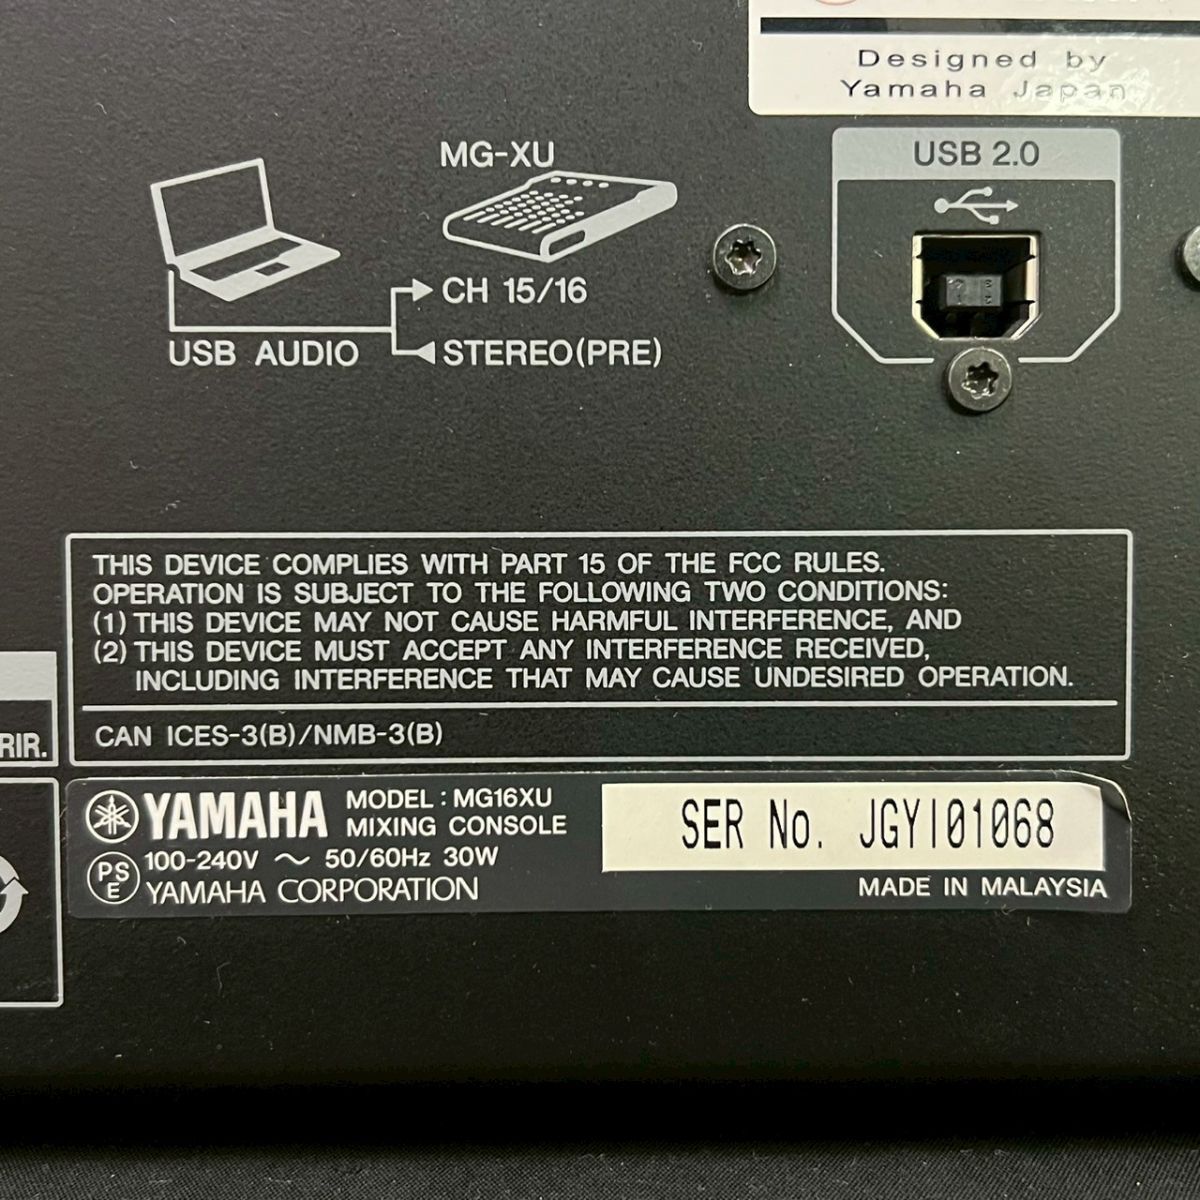 Designed by
Yamaha Japan
MG-XU
USB 2.0
CH 15/16
USB AUDIO
STEREO(PRE)
THIS DEVICE COMPLIES WITH PART 15 OF THE FCC RULES.
OPERATION IS SUBJECT TO THE FOLLOWING TWO CONDITIONS:
(1) THIS DEVICE MAY NOT CAUSE HARMFUL INTERFERENCE, AND
(2) THIS DEVICE MUST ACCEPT ANY INTERFERENCE RECEIVED,
INCLUDING INTERFERENCE THAT MAY CAUSE UNDESIRED OPERATION.
CAN ICES-3(B)/NMB-3(B)
RIR.
YAMAHA
MODEL : MG16XU
MIXING CONSOLE
SER No. JGYI01068
PSE
100-240V ~ 50/60Hz 30W
YAMAHA CORPORATION
MADE IN MALAYSIA